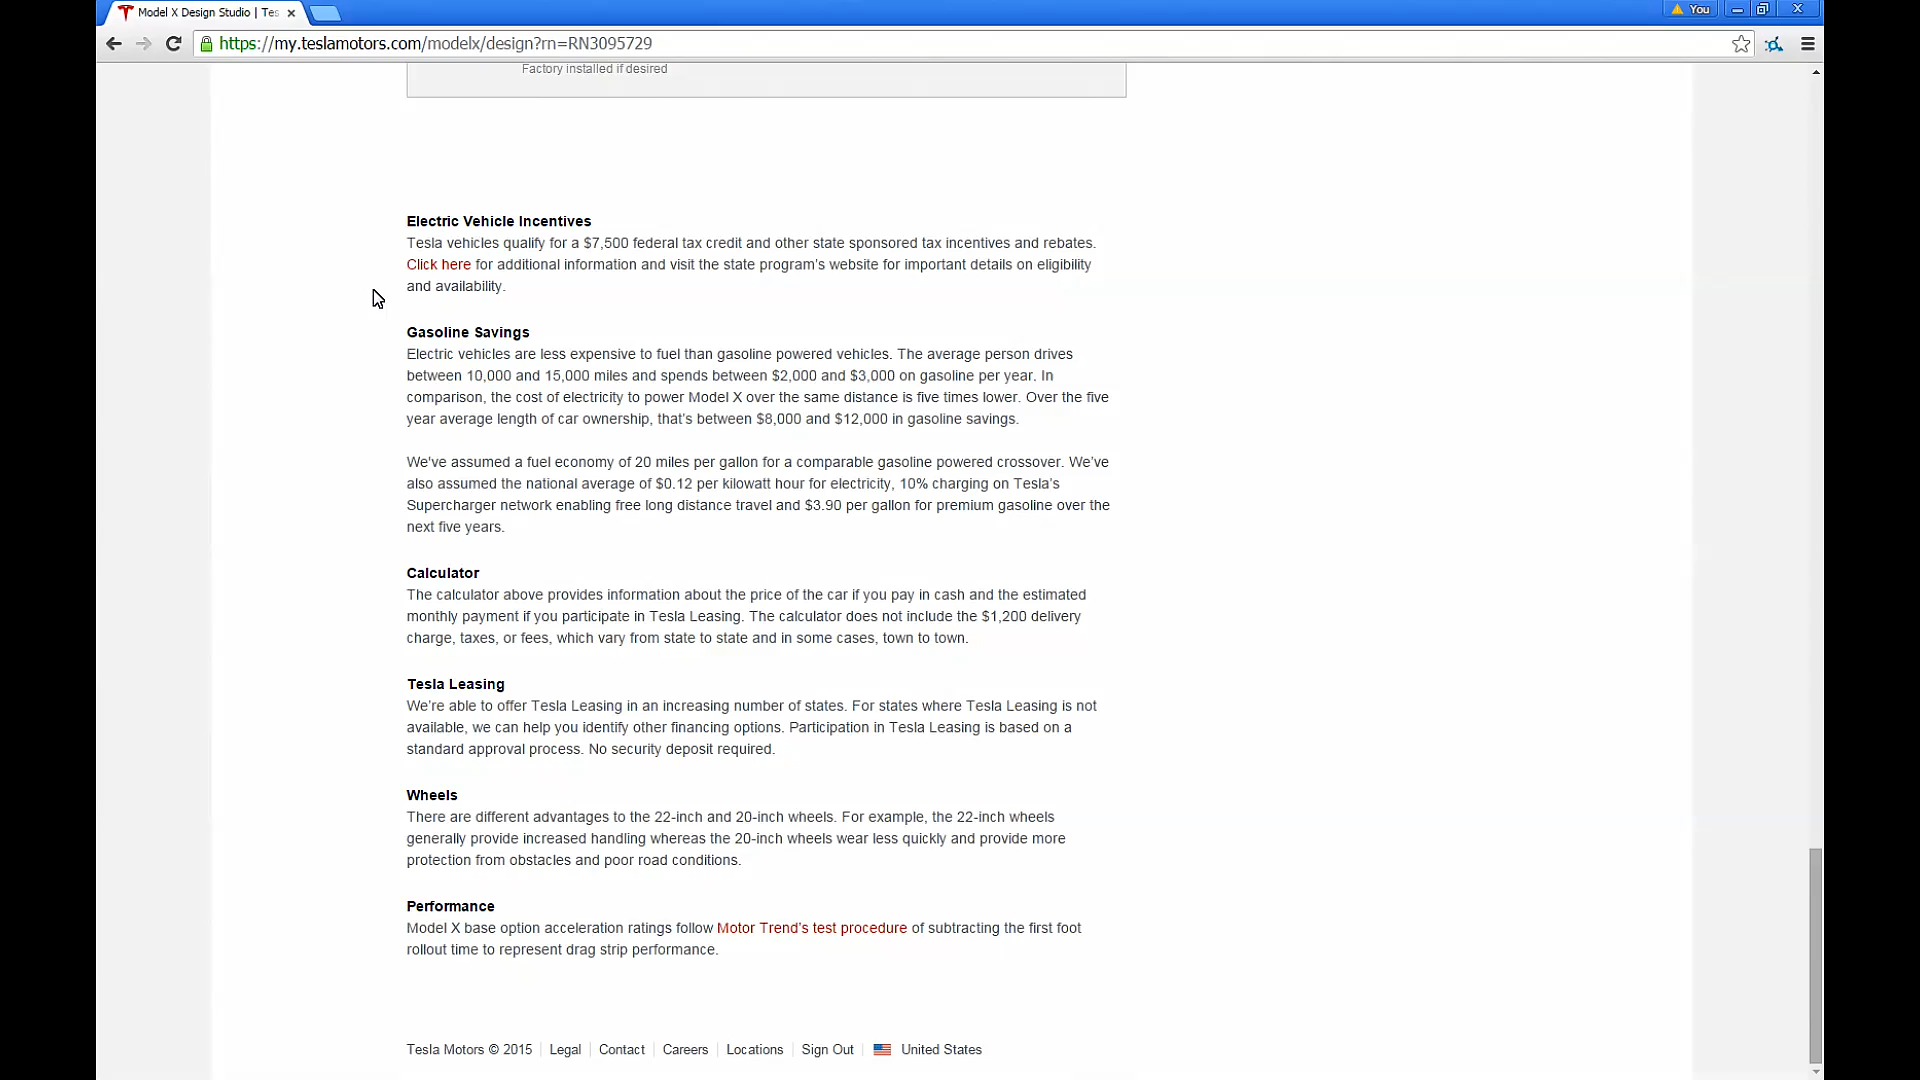 Model X Design Studio | Tes
You
https://my.teslamotors.com/modelx/design?rn=RN3095729
Factory installed if desired
Electric Vehicle Incentives
Tesla vehicles qualify for a $7,500 federal tax credit and other state sponsored tax incentives and rebates.
Click here for additional information and visit the state program's website for important details on eligibility
and availability.
Gasoline Savings
Electric vehicles are less expensive to fuel than gasoline powered vehicles. The average person drives
between 10,000 and 15,000 miles and spends between $2,000 and $3,000 on gasoline per year. In
comparison, the cost of electricity to power Model X over the same distance is five times lower. Over the five
year average length of car ownership, that's between $8,000 and $12,000 in gasoline savings.
We've assumed a fuel economy of 20 miles per gallon for a comparable gasoline powered crossover. We've
also assumed the national average of $0.12 per kilowatt hour for electricity, 10% charging on Tesla's
Supercharger network enabling free long distance travel and $3.90 per gallon for premium gasoline over the
next five years.
Calculator
The calculator above provides information about the price of the car if you pay in cash and the estimated
monthly payment if you participate in Tesla Leasing. The calculator does not include the $1,200 delivery
charge, taxes, or fees, which vary from state to state and in some cases, town to town.
Tesla Leasing
We're able to offer Tesla Leasing in an increasing number of states. For states where Tesla Leasing is not
available, we can help you identify other financing options. Participation in Tesla Leasing is based on a
standard approval process. No security deposit required.
Wheels
There are different advantages to the 22-inch and 20-inch wheels. For example, the 22-inch wheels
generally provide increased handling whereas the 20-inch wheels wear less quickly and provide more
protection from obstacles and poor road conditions.
Performance
Model X base option acceleration ratings follow Motor Trend's test procedure of subtracting the first foot
rollout time to represent drag strip performance.
Tesla Motors © 2015 Legal Contact Careers Locations Sign Out United States